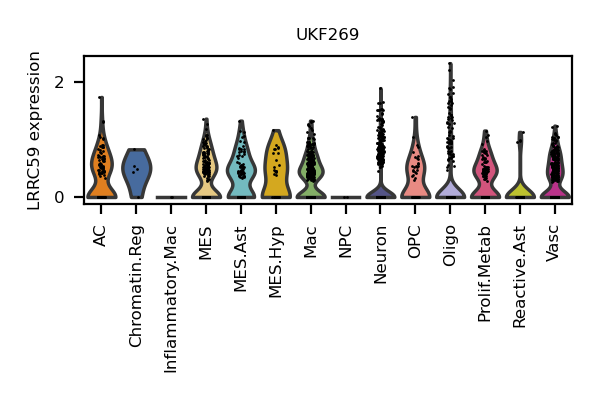 UKF269
LRRC59 expression
2
0
AC
Chromatin.Reg
Inflammatory.Mac
MES
MES.Ast
MES.Hyp
Mac
NPC
Neuron
OPC
Oligo
Prolif.Metab
Reactive.Ast
Vasc